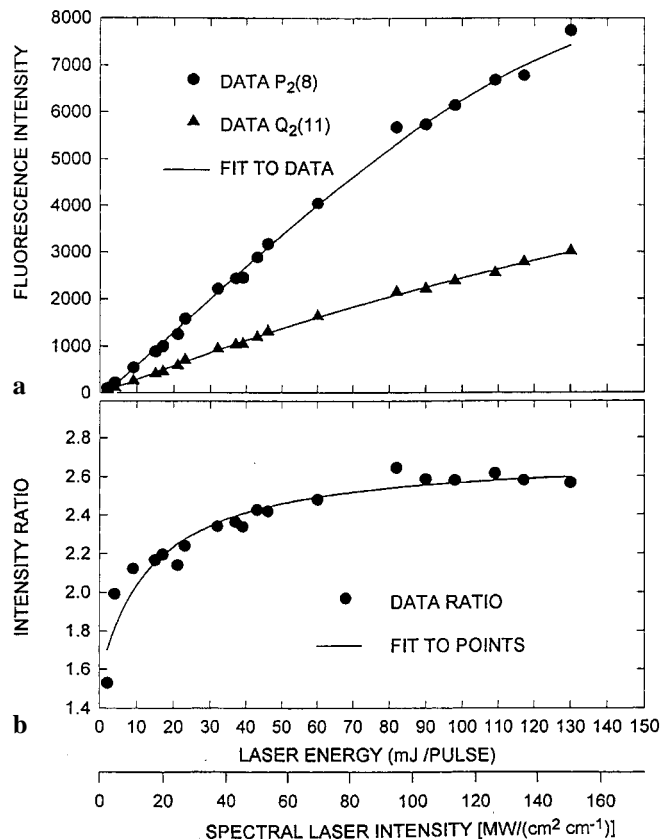 8000
7000
6000
5000
4000
3000
2000
1000
0
FLUORESCENCE INTENSITY
DATA P₂(8)
DATA Q₂(11)
FIT TO DATA
a
2.8
2.6
2.4
2.2
2.0
1.8
1.6
1.4
INTENSITY RATIO
DATA RATIO
FIT TO POINTS
b
0 10 20 30 40 50 60 70 80 90 100 110 120 130 140 150
LASER ENERGY (mJ /PULSE)
0 20 40 60 80 100 120 140 160
SPECTRAL LASER INTENSITY [MW/(cm² cm⁻¹)]